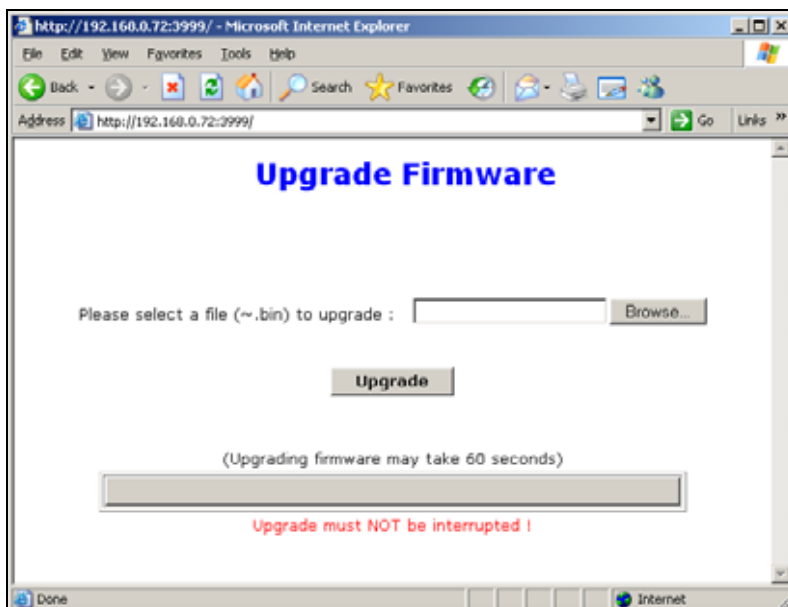 http://192.168.0.72:3999/ - Microsoft Internet Explorer
File Edit View Favorites Tools Help
Back Search Favorites
Address http://192.168.0.72:3999/ Go Links »
Upgrade Firmware
Please select a file (~.bin) to upgrade : Browse...
Upgrade
(Upgrading firmware may take 60 seconds)
Upgrade must NOT be interrupted !
Done Internet